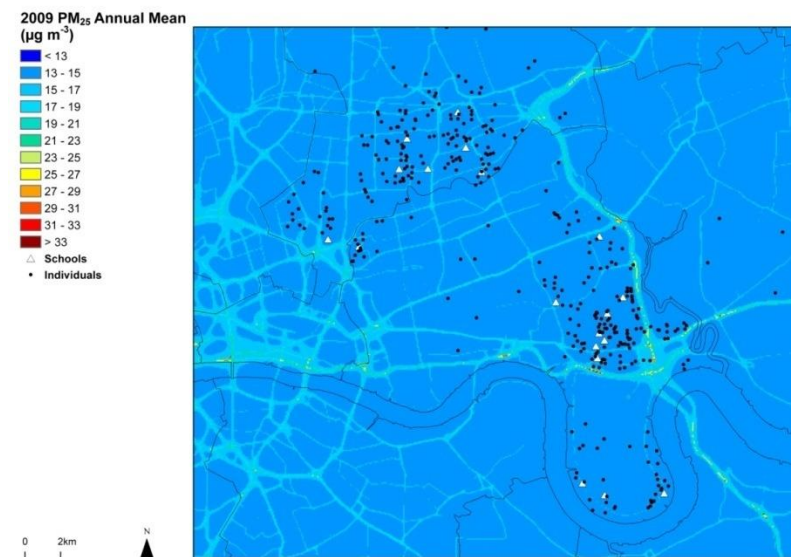 2009 PM25 Annual Mean
(µg m-3)
< 13
13 - 15
15 - 17
17 - 19
19 - 21
21 - 23
23 - 25
25 - 27
27 - 29
29 - 31
31 - 33
> 33
Schools
Individuals
0 2km
N